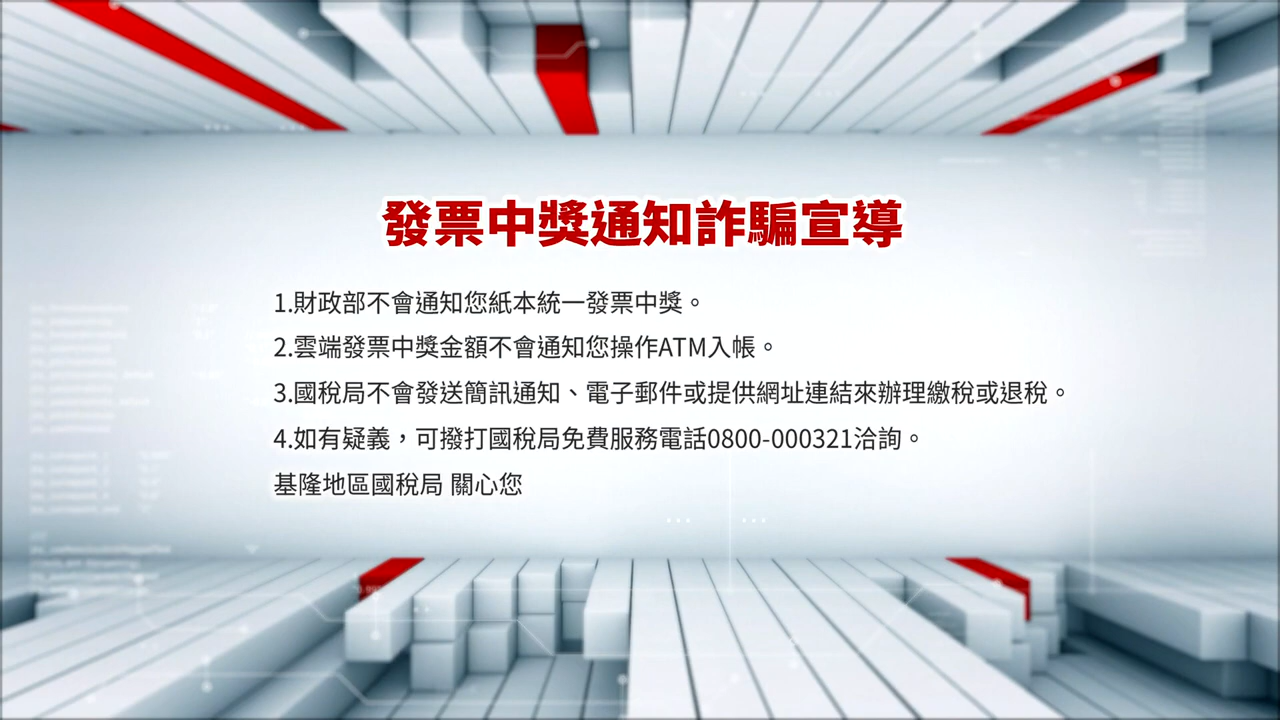 發票中獎通知詐騙宣導
1.財政部不會通知您紙本統一發票中獎。
2.雲端發票中獎金額不會通知您操作ATM入帳。
3.國稅局不會發送簡訊通知、電子郵件或提供網址連結來辦理繳稅或退稅。
4.如有疑義，可撥打國稅局免費服務電話0800-000321洽詢。
基隆地區國稅局 關心您